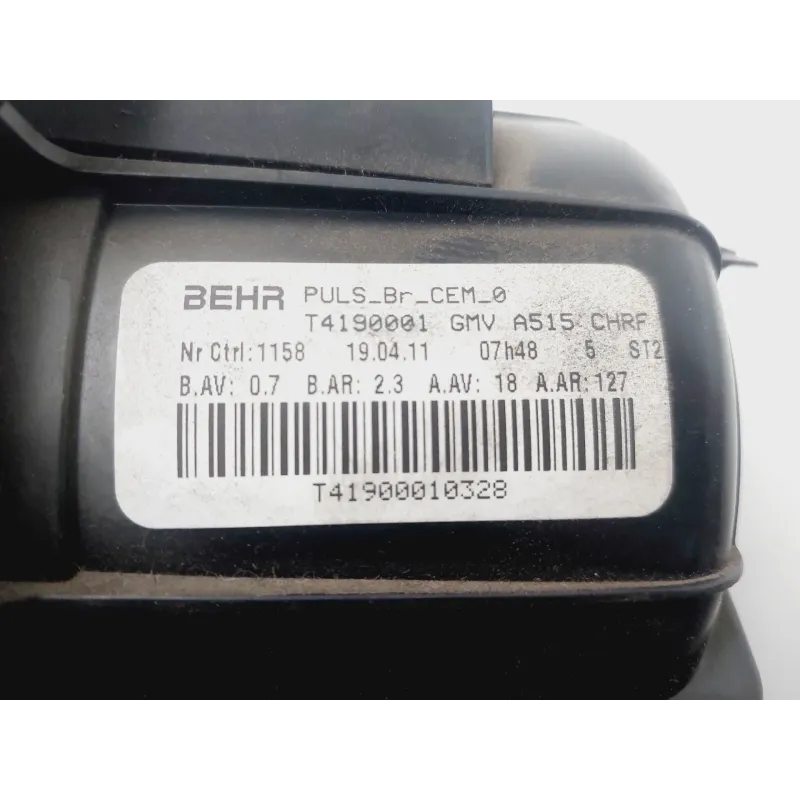 BEHR PULS_Br_CEM_0
T4190001 GMV A515 CHRF
Nr Ctrl:1158 19.04.11 07h48 5 ST2
B.AV: 0.7 B.AR: 2.3 A.AV: 18 A.AR:127
T41900010328